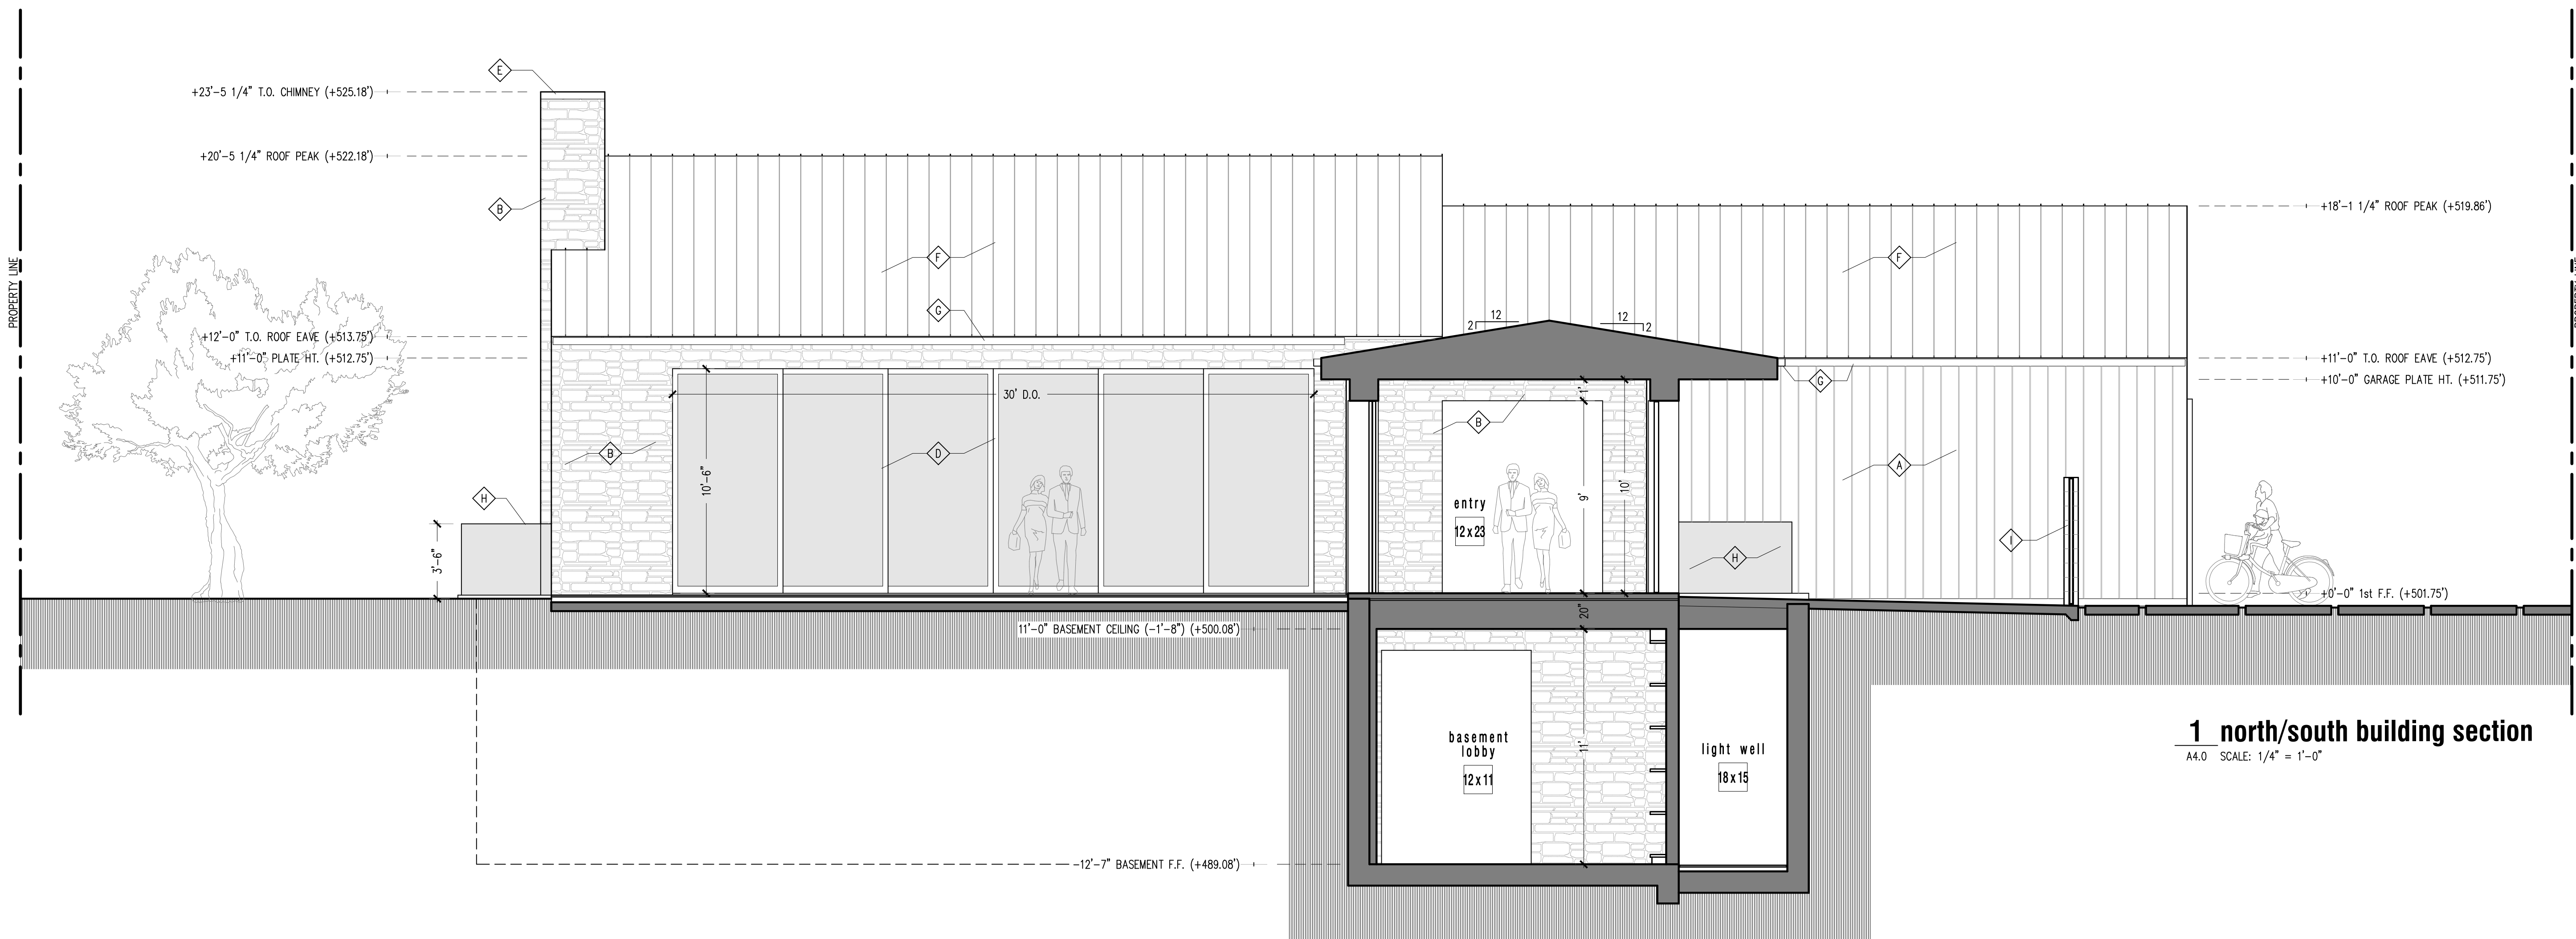 E
+23'-5 1/4" T.O. CHIMNEY (+525.18')
+20'-5 1/4" ROOF PEAK (+522.18')
B
+18'-1 1/4" ROOF PEAK (+519.86')
F
F
PROPERTY LINE
G
12
2
12
2
+12'-0" T.O. ROOF EAVE (+513.75')
+11'-0" PLATE HT. (+512.75')
+11'-0" T.O. ROOF EAVE (+512.75')
G
+10'-0" GARAGE PLATE HT. (+511.75')
30' D.O.
1'
B
B
D
A
10'-6"
9'
10'
H
entry
12x23
I
3'-6"
H
+0'-0" 1st F.F. (+501.75')
20"
11'-0" BASEMENT CEILING (-1'-8") (+500.08')
basement
lobby
12x11
11'
light well
18x15
-12'-7" BASEMENT F.F. (+489.08')
1 north/south building section
A4.0 SCALE: 1/4" = 1'-0"